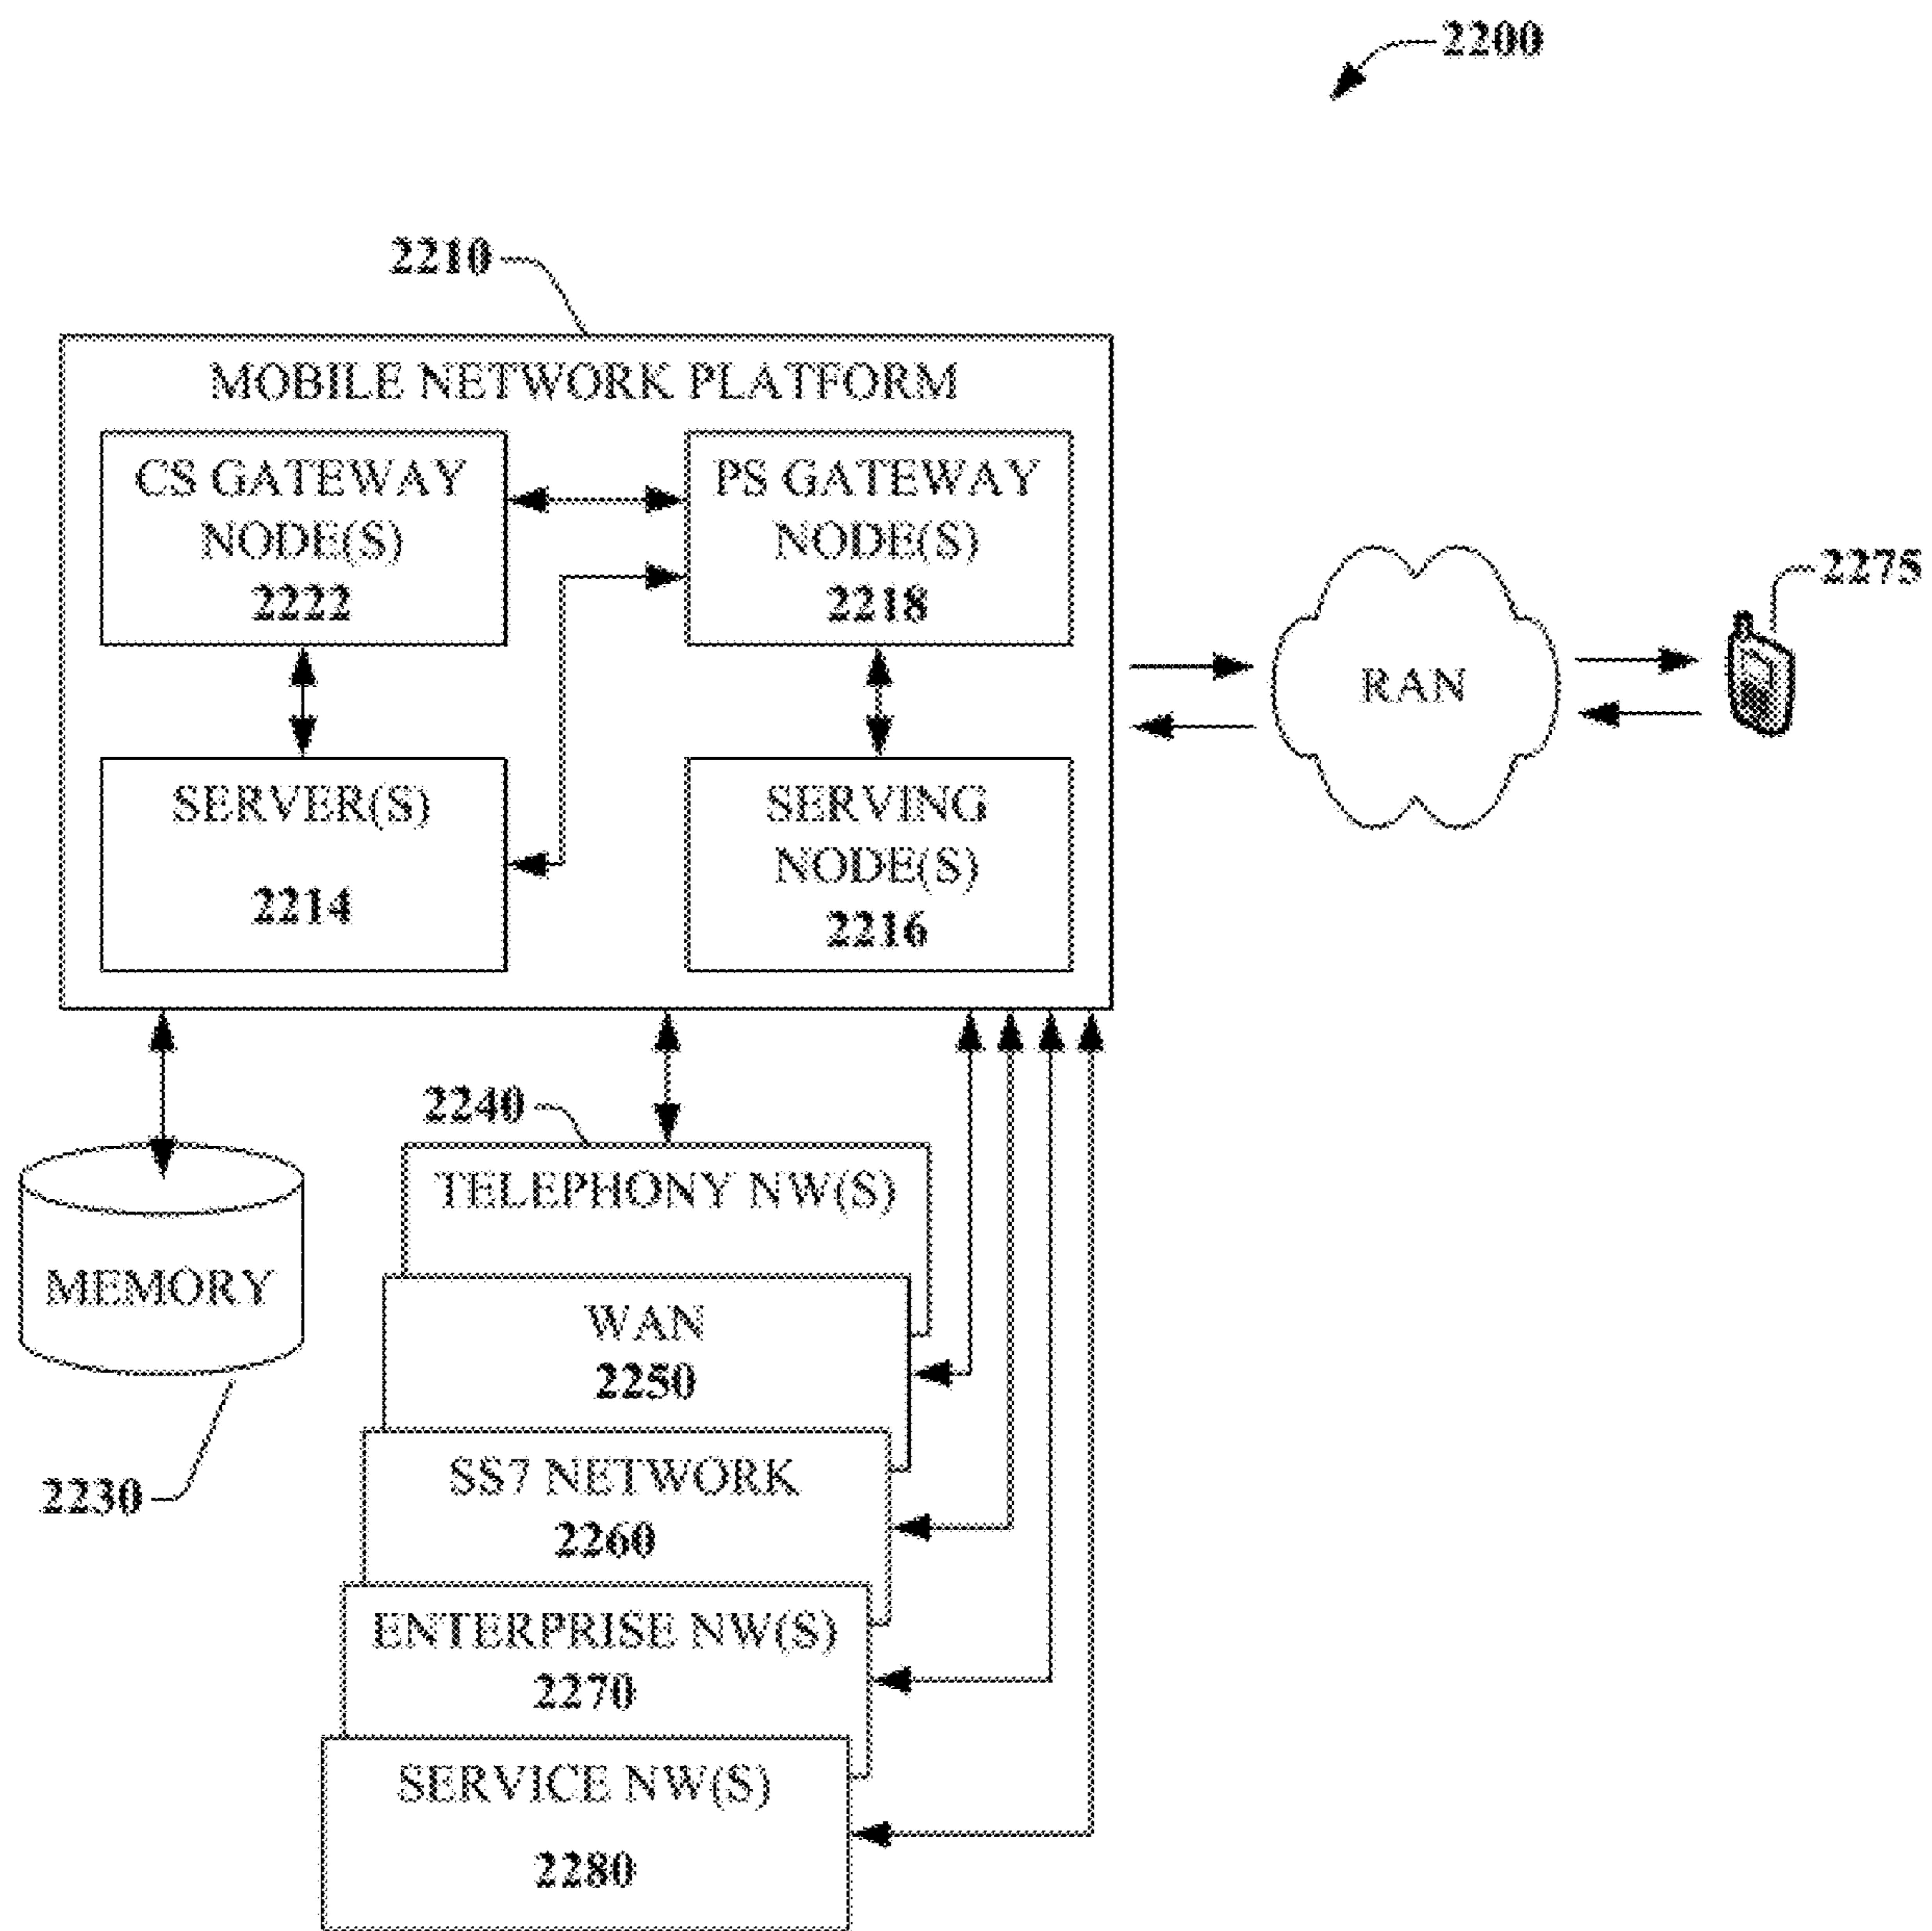 2200
2210
MOBILE NETWORK PLATFORM
CS GATEWAY
NODE(S)
2222
PS GATEWAY
NODE(S)
2218
SERVER(S)
2214
SERVING
NODE(S)
2216
RAN
2275
2240
TELEPHONY NW(S)
MEMORY
2230
WAN
2250
SS7 NETWORK
2260
ENTERPRISE NW(S)
2270
SERVICE NW(S)
2280